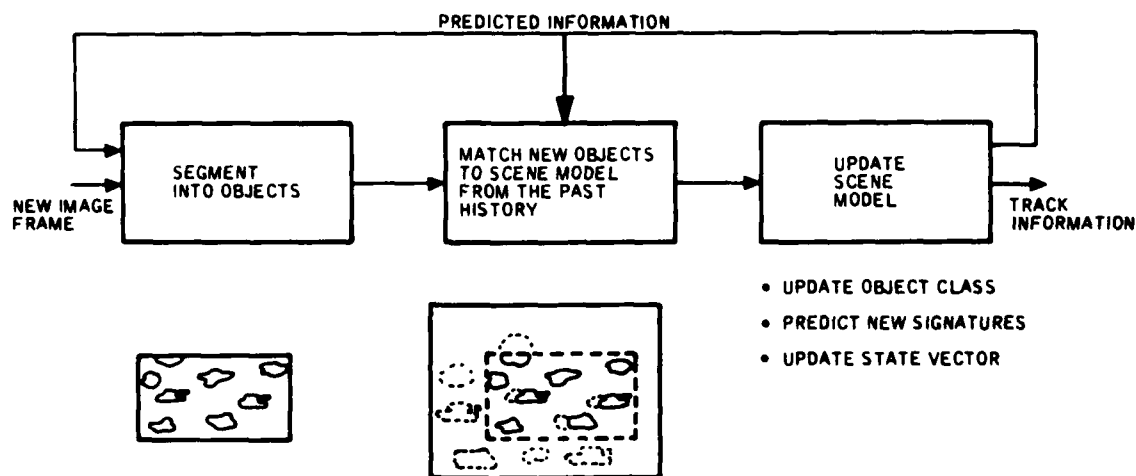 PREDICTED INFORMATION
SEGMENT
INTO OBJECTS
MATCH NEW OBJECTS
TO SCENE MODEL
FROM THE PAST
HISTORY
UPDATE
SCENE
MODEL
NEW IMAGE
FRAME
TRACK
INFORMATION
• UPDATE OBJECT CLASS
• PREDICT NEW SIGNATURES
• UPDATE STATE VECTOR